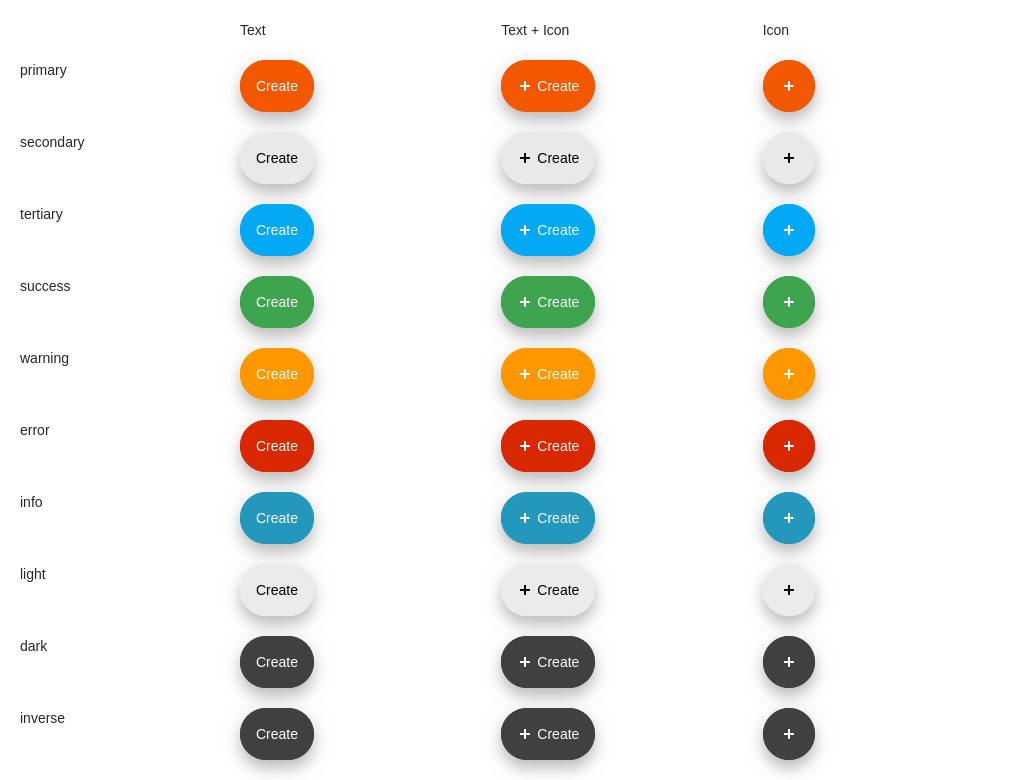 Text Text + Icon Icon
primary Create Create
secondary Create Create
tertiary Create Create
success Create Create
warning Create Create
error Create Create
info Create Create
light Create Create
dark Create Create
inverse Create Create